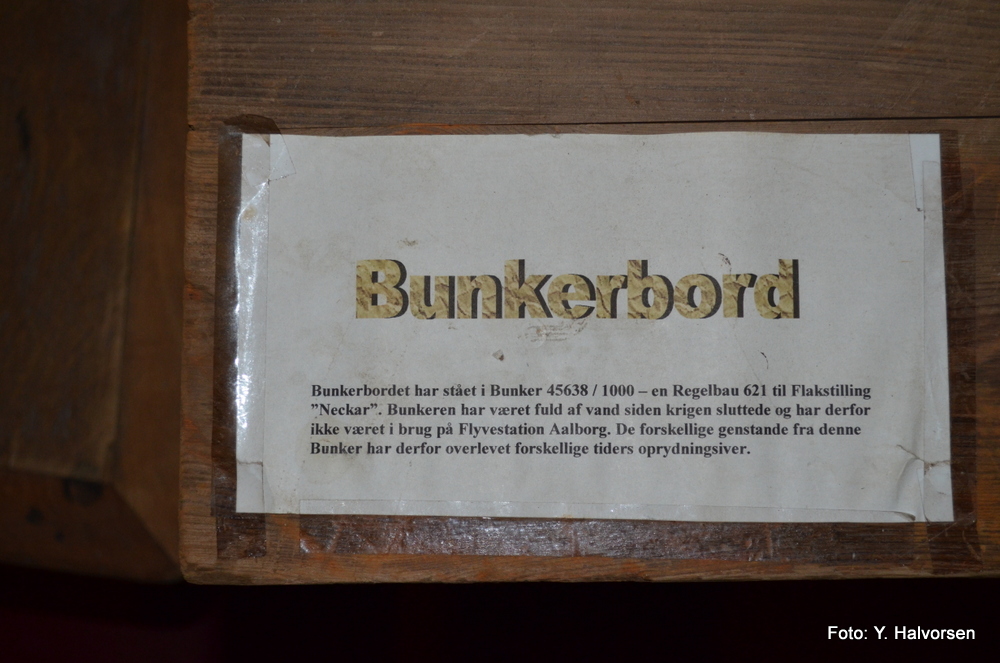 Bunkerbord
Bunkerbordet har stået i Bunker 45638 / 1000 – en Regelbau 621 til Flakstilling
”Neckar”. Bunkeren har været fuld af vand siden krigen sluttede og har derfor
ikke været i brug på Flyvestation Aalborg. De forskellige genstande fra denne
Bunker har derfor overlevet forskellige tiders oprydningsiver.
Foto: Y. Halvorsen